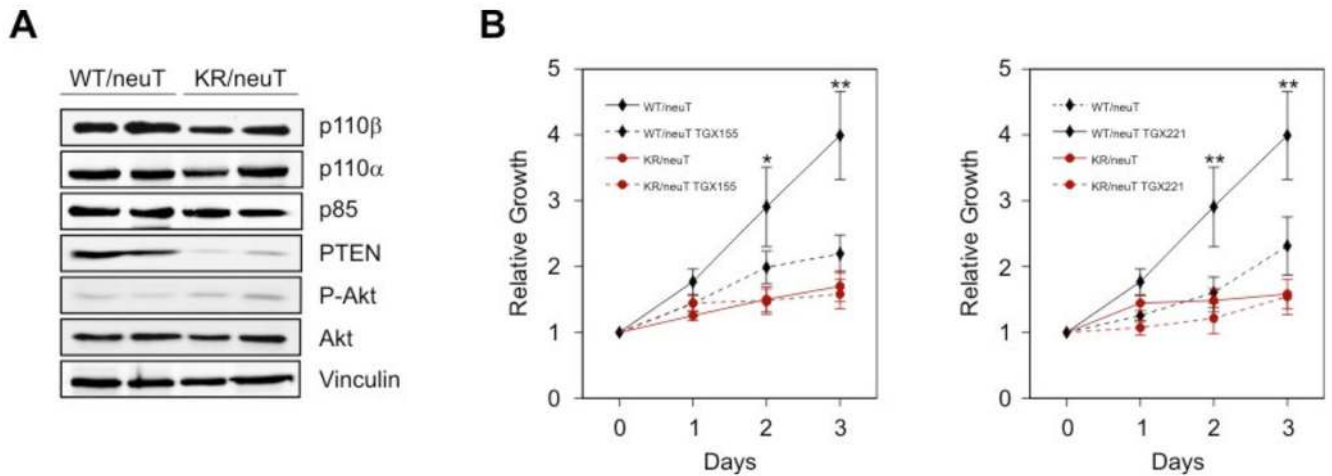 A
WT/neuT KR/neuT
p110β
p110α
p85
PTEN
P-Akt
Akt
Vinculin
B
Relative Growth
5
4
3
2
1
0
WT/neuT
WT/neuT TGX155
KR/neuT
KR/neuT TGX155
*
**
0 1 2 3
Days
Relative Growth
5
4
3
2
1
0
WT/neuT
WT/neuT TGX221
KR/neuT
KR/neuT TGX221
**
**
0 1 2 3
Days